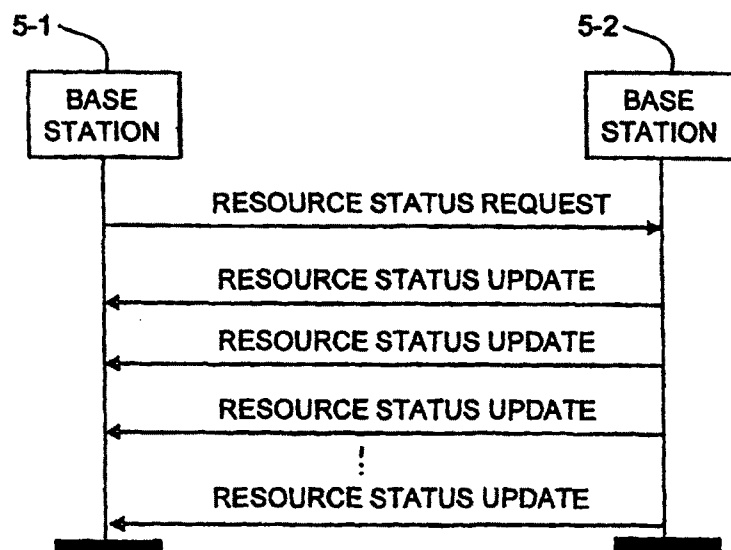 5-1
5-2
BASE
STATION
BASE
STATION
RESOURCE STATUS REQUEST
RESOURCE STATUS UPDATE
RESOURCE STATUS UPDATE
RESOURCE STATUS UPDATE
RESOURCE STATUS UPDATE